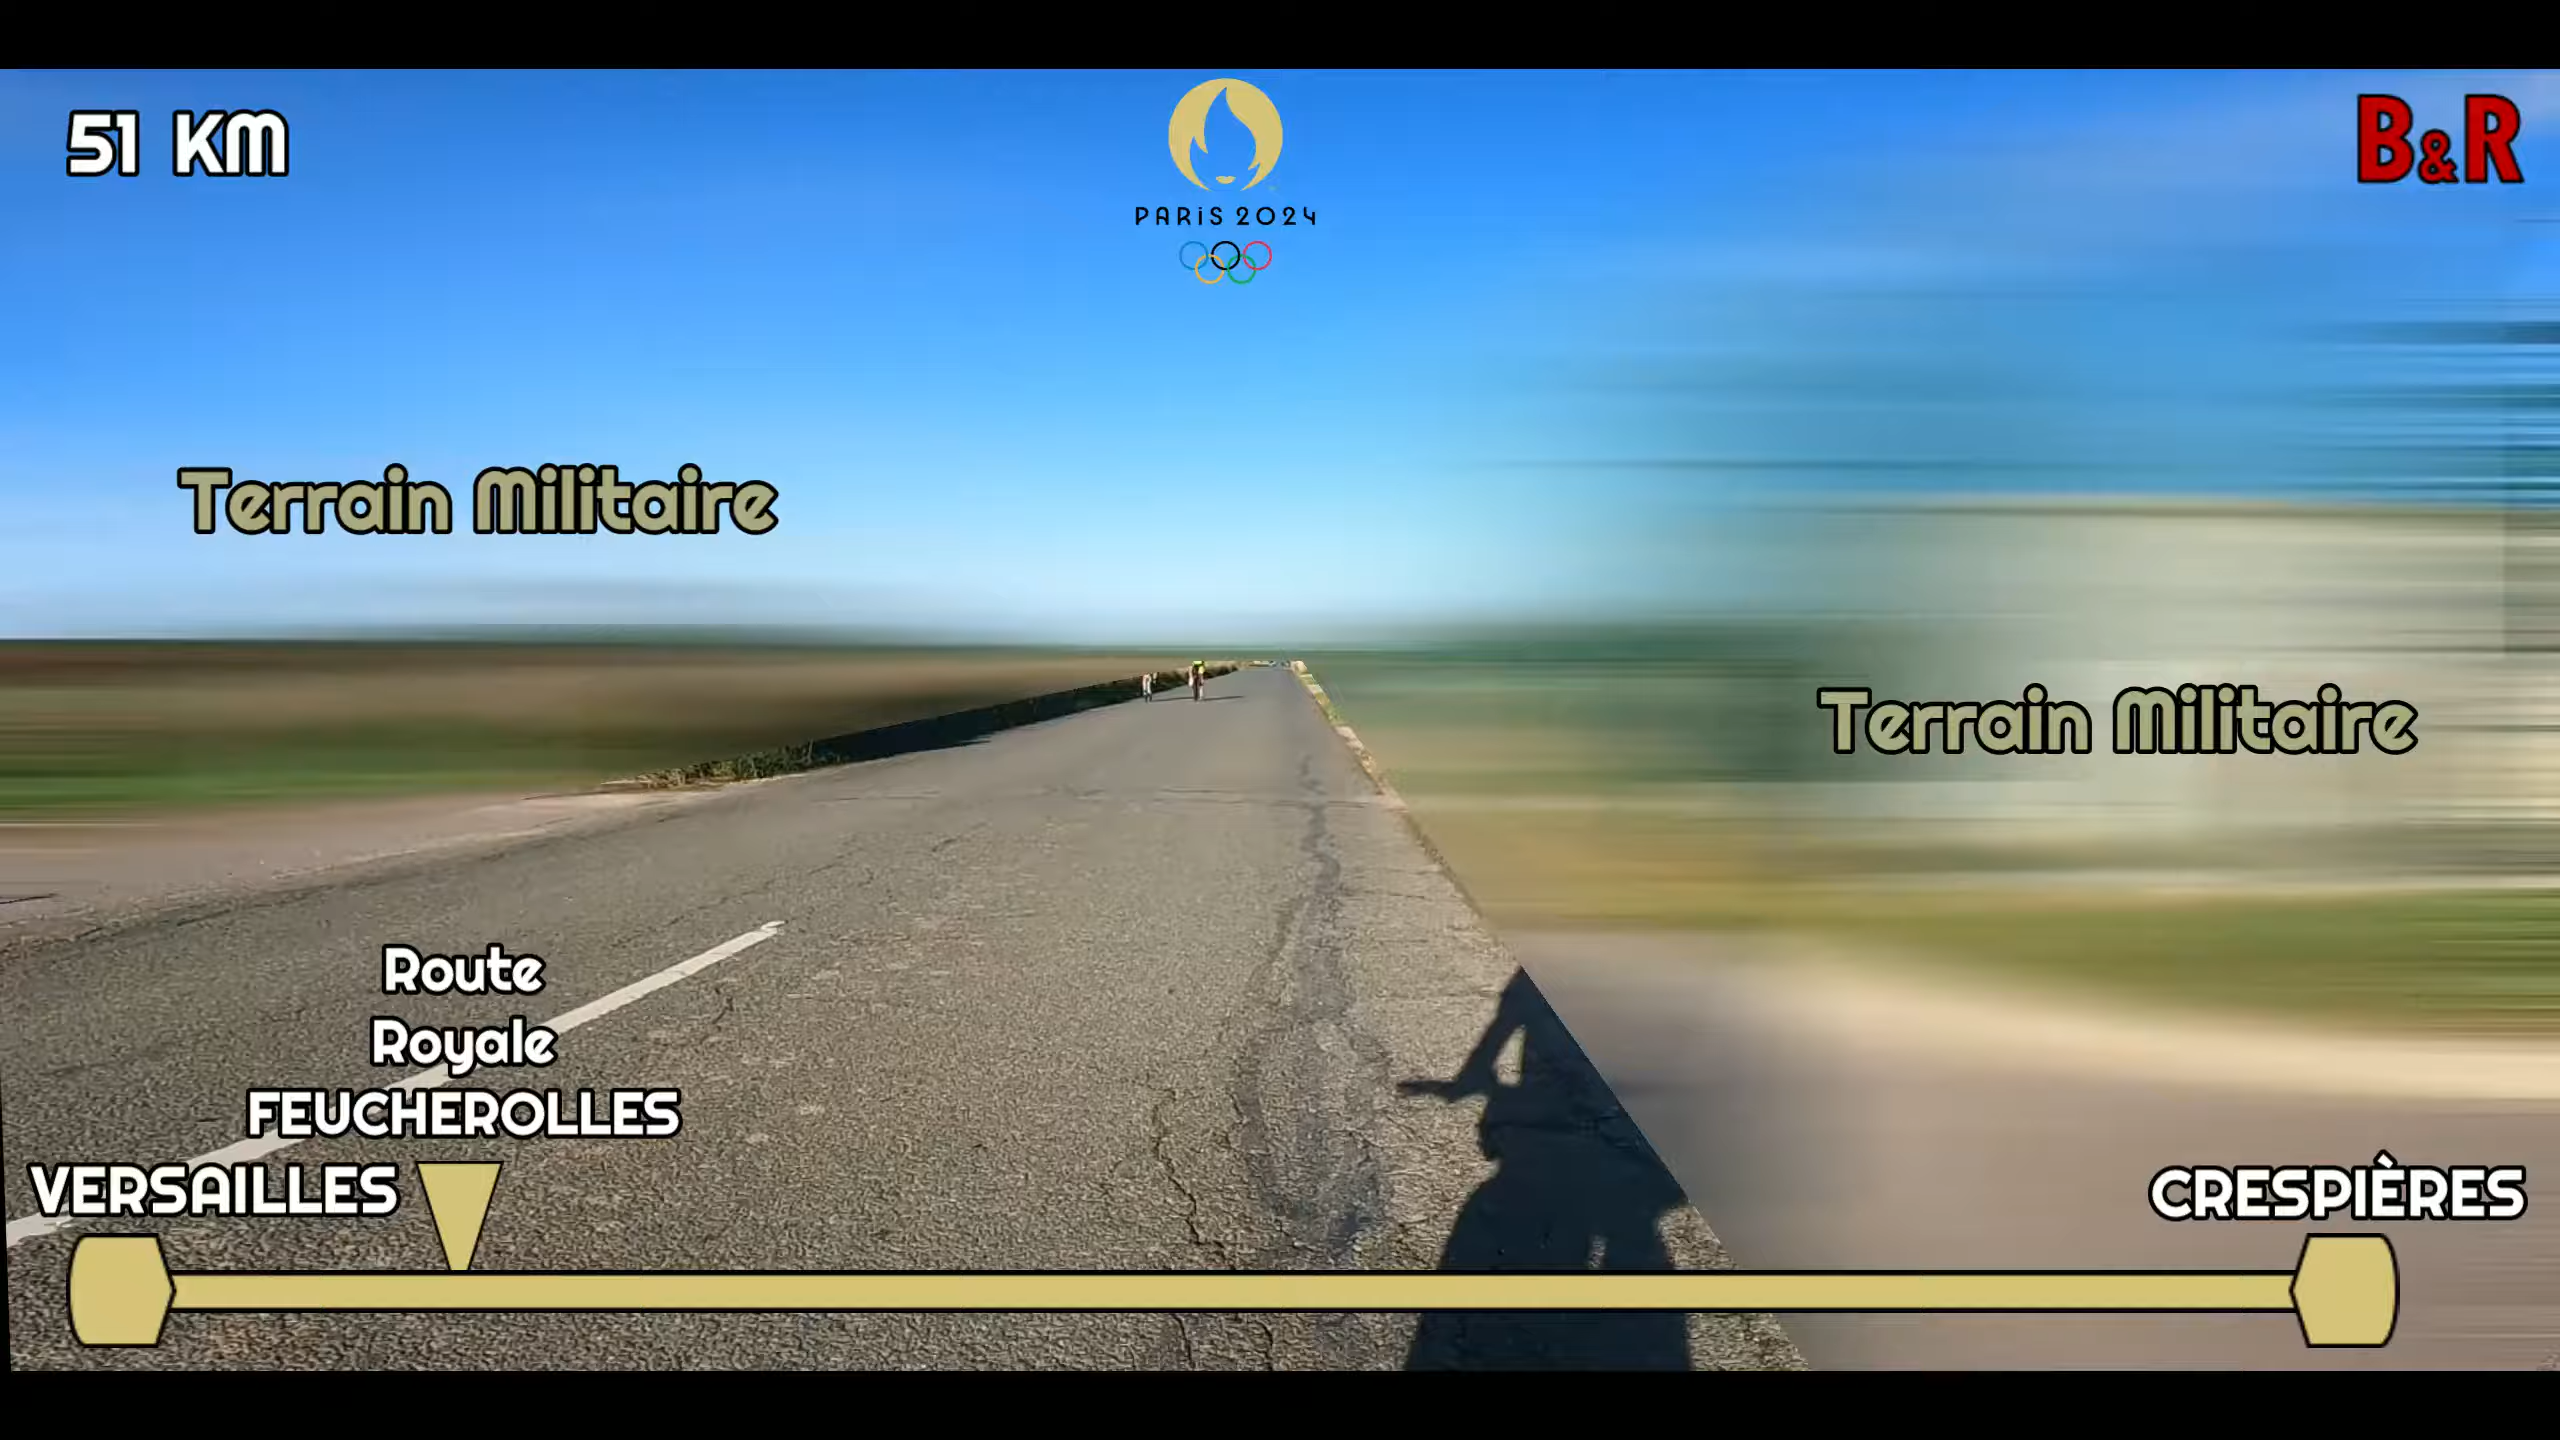 51 KM
PARIS 2024
B&R
Terrain Militaire
Terrain Militaire
Route
Royale
FEUCHEROLLES
VERSAILLES
CRESPIÈRES